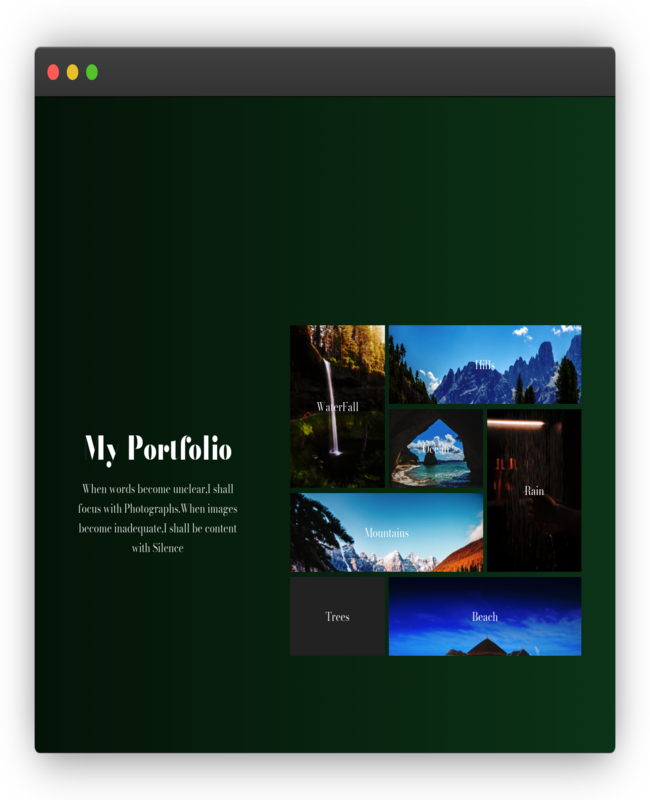 My Portfolio
When words become unclear,I shall
focus with Photographs.When images
become inadequate,I shall be content
with Silence
WaterFall
Hills
Ocean
Rain
Mountains
Trees
Beach